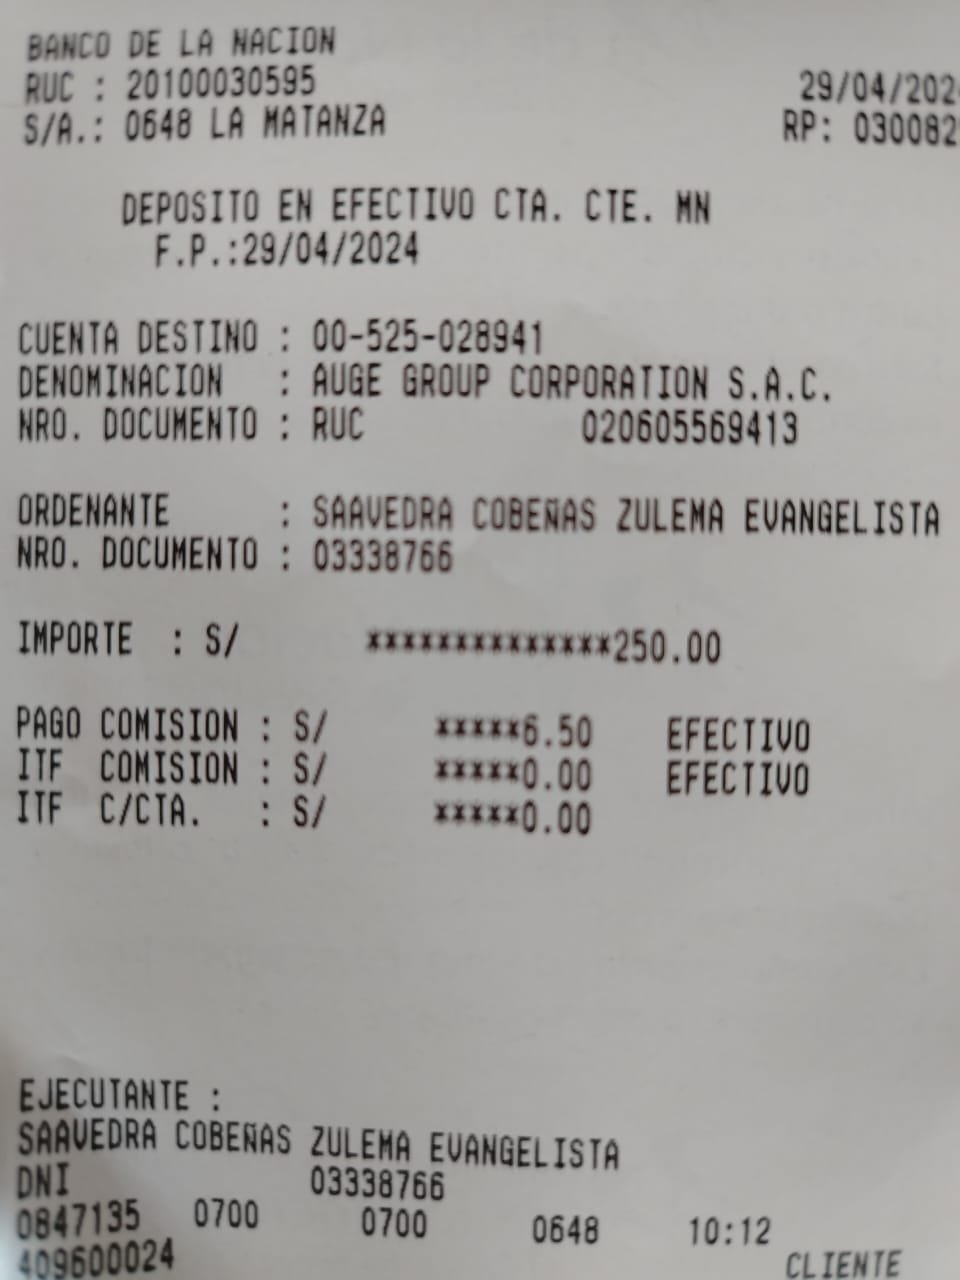 BANCO DE LA NACION
RUC : 20100030595 29/04/202
S/A.: 0648 LA MATANZA RP: 030082
DEPOSITO EN EFECTIVO CTA. CTE. MN
F.P.:29/04/2024
CUENTA DESTINO : 00-525-028941
DENOMINACION : AUGE GROUP CORPORATION S.A.C.
NRO. DOCUMENTO : RUC 020605569413
ORDENANTE : SAAVEDRA COBEÑAS ZULEMA EVANGELISTA
NRO. DOCUMENTO : 03338766
IMPORTE : S/ **************250.00
PAGO COMISION : S/ *****6.50 EFECTIVO
ITF COMISION : S/ *****0.00 EFECTIVO
ITF C/CTA. : S/ *****0.00
EJECUTANTE :
SAAVEDRA COBEÑAS ZULEMA EVANGELISTA
DNI 03338766
0847135 0700 0700 0648 10:12
409600024 CLIENTE